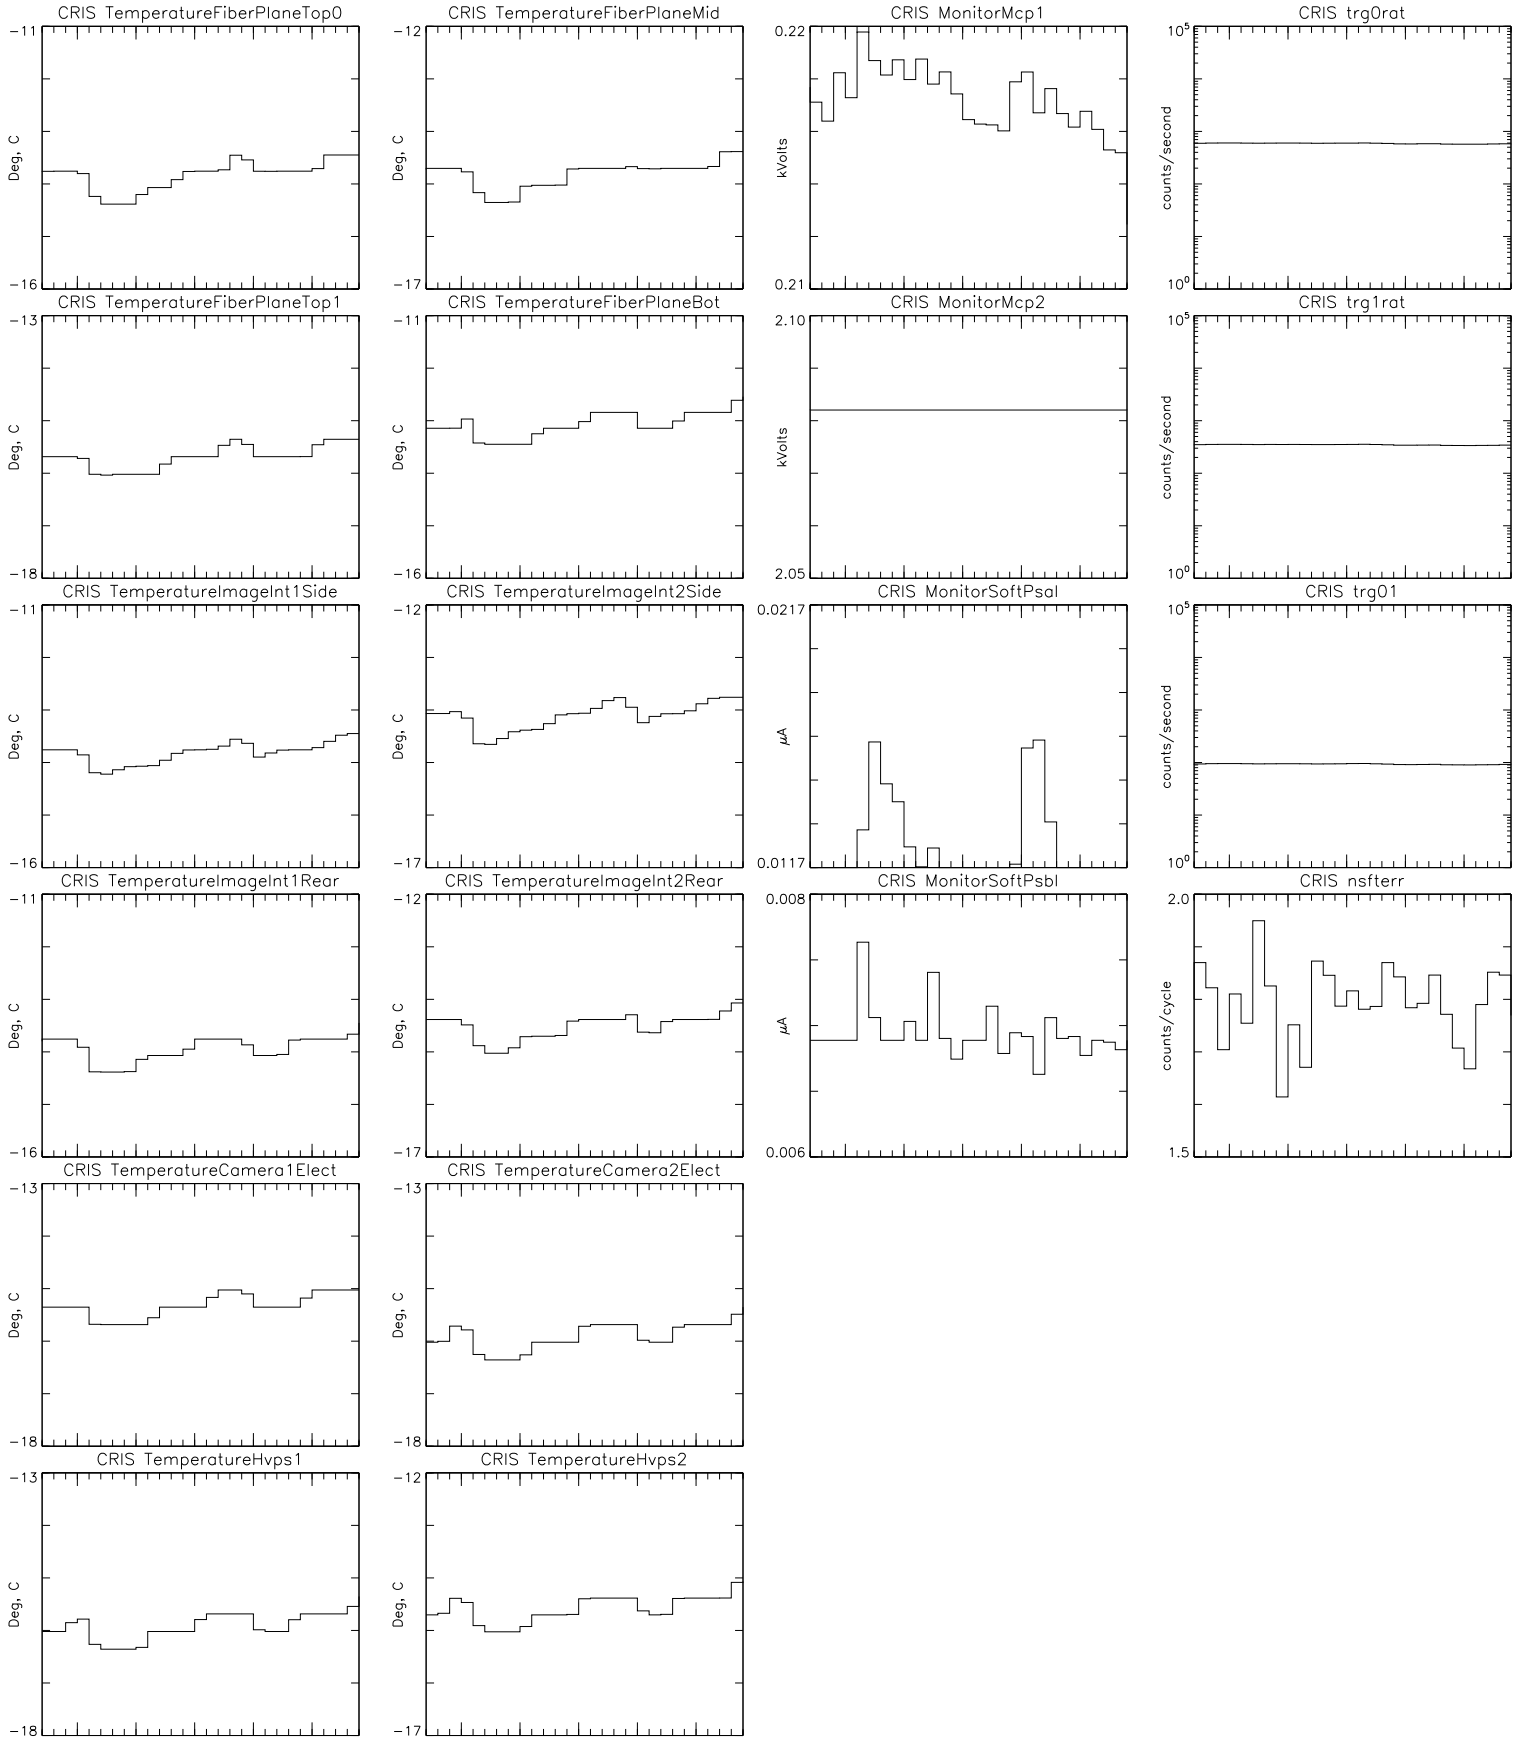 CRIS TemperatureFiberPlaneTop0
-11
Deg, C
-16
CRIS TemperatureFiberPlaneMid
-12
Deg, C
-17
CRIS MonitorMcp1
0.22
kVolts
0.21
CRIS trg0rat
10^5
counts/second
10^0
CRIS TemperatureFiberPlaneTop1
-13
Deg, C
-18
CRIS TemperatureFiberPlaneBot
-11
Deg, C
-16
CRIS MonitorMcp2
2.10
kVolts
2.05
CRIS trg1rat
10^5
counts/second
10^0
CRIS TemperatureImageInt1Side
-11
Deg, C
-16
CRIS TemperatureImageInt2Side
-12
Deg, C
-17
CRIS MonitorSoftPsaI
0.0217
μA
0.0117
CRIS trg01
10^5
counts/second
10^0
CRIS TemperatureImageInt1Rear
-11
Deg, C
-16
CRIS TemperatureImageInt2Rear
-12
Deg, C
-17
CRIS MonitorSoftPsbI
0.008
μA
0.006
CRIS nsfterr
2.0
counts/cycle
1.5
CRIS TemperatureCamera1Elect
-13
Deg, C
-18
CRIS TemperatureCamera2Elect
-13
Deg, C
-18
CRIS TemperatureHvps1
-13
Deg, C
-18
CRIS TemperatureHvps2
-12
Deg, C
-17